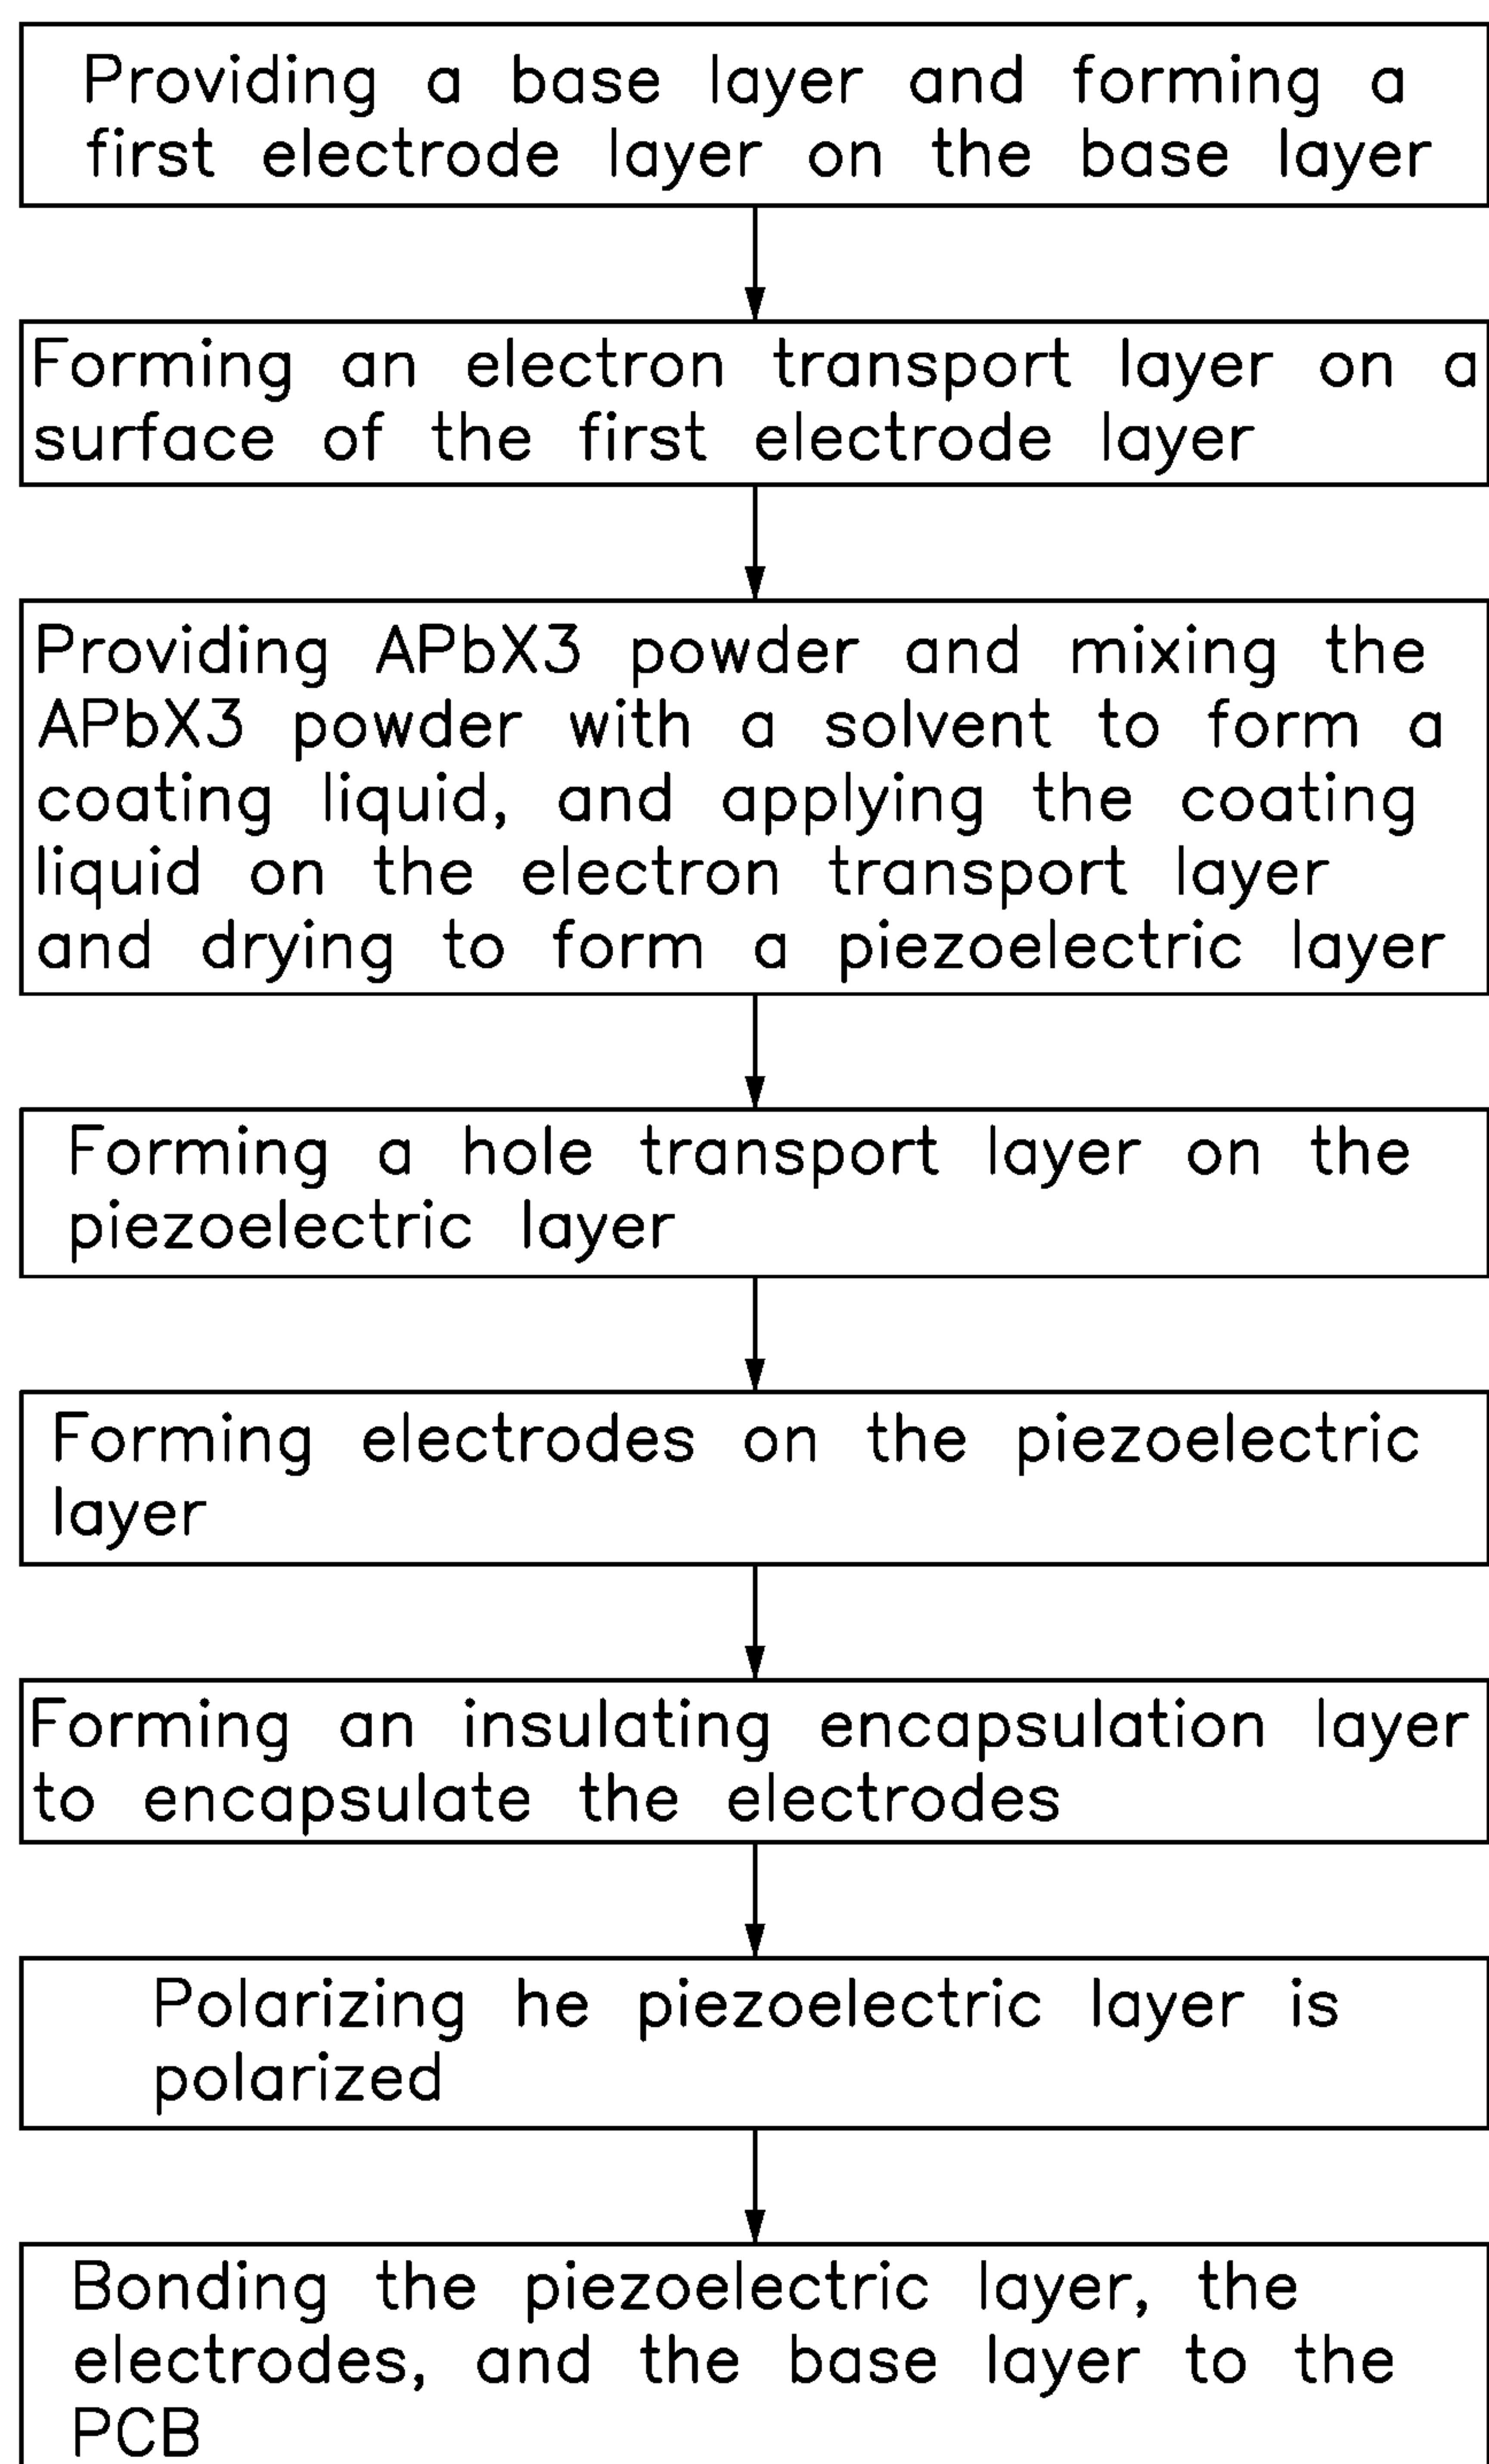 Providing a base layer and forming a
first electrode layer on the base layer
Forming an electron transport layer on a
surface of the first electrode layer
Providing APbX3 powder and mixing the
APbX3 powder with a solvent to form a
coating liquid, and applying the coating
liquid on the electron transport layer
and drying to form a piezoelectric layer
Forming a hole transport layer on the
piezoelectric layer
Forming electrodes on the piezoelectric
layer
Forming an insulating encapsulation layer
to encapsulate the electrodes
Polarizing he piezoelectric layer is
polarized
Bonding the piezoelectric layer, the
electrodes, and the base layer to the
PCB